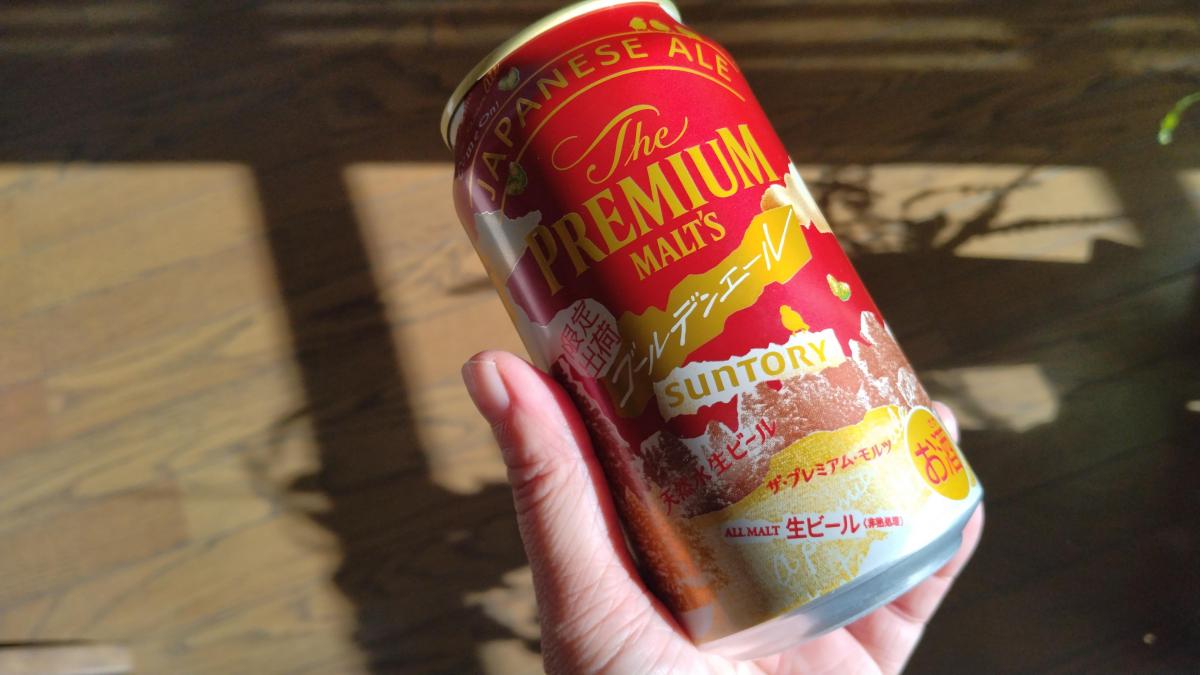 JAPANESE ALE
The
PREMIUM
MALT'S
ゴールデンエール
限定
出荷
SUNTORY
天然水生ビール
ザ・プレミアム・モルツ
お酒
ALL MALT 生ビール〈非熱処理〉